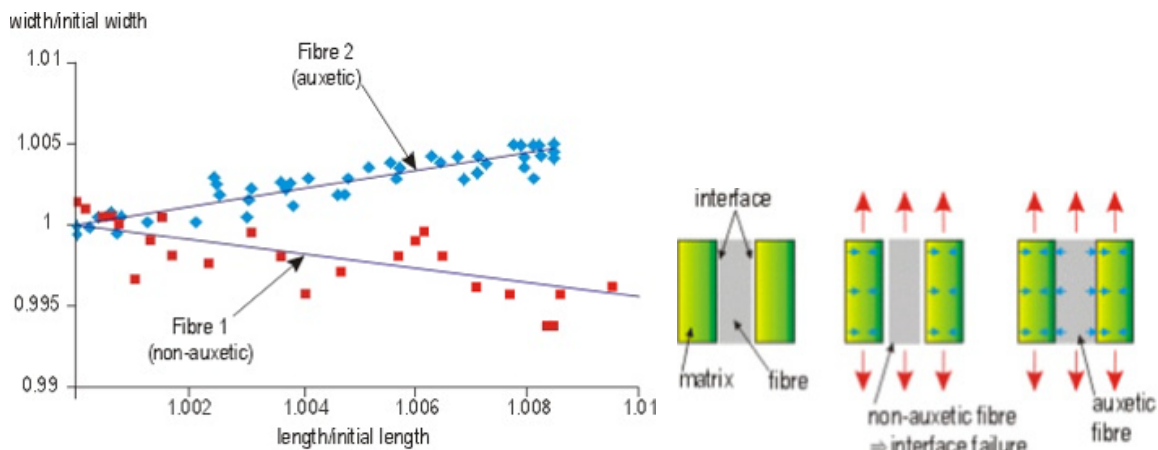 width/initial width
1.01
Fibre 2
(auxetic)
1.005
1
0.995
Fibre 1
(non-auxetic)
0.99
1.002
1.004
1.006
1.008
1.01
length/initial length
interface
matrix
fibre
non-auxetic fibre
⇒ interface failure
auxetic
fibre